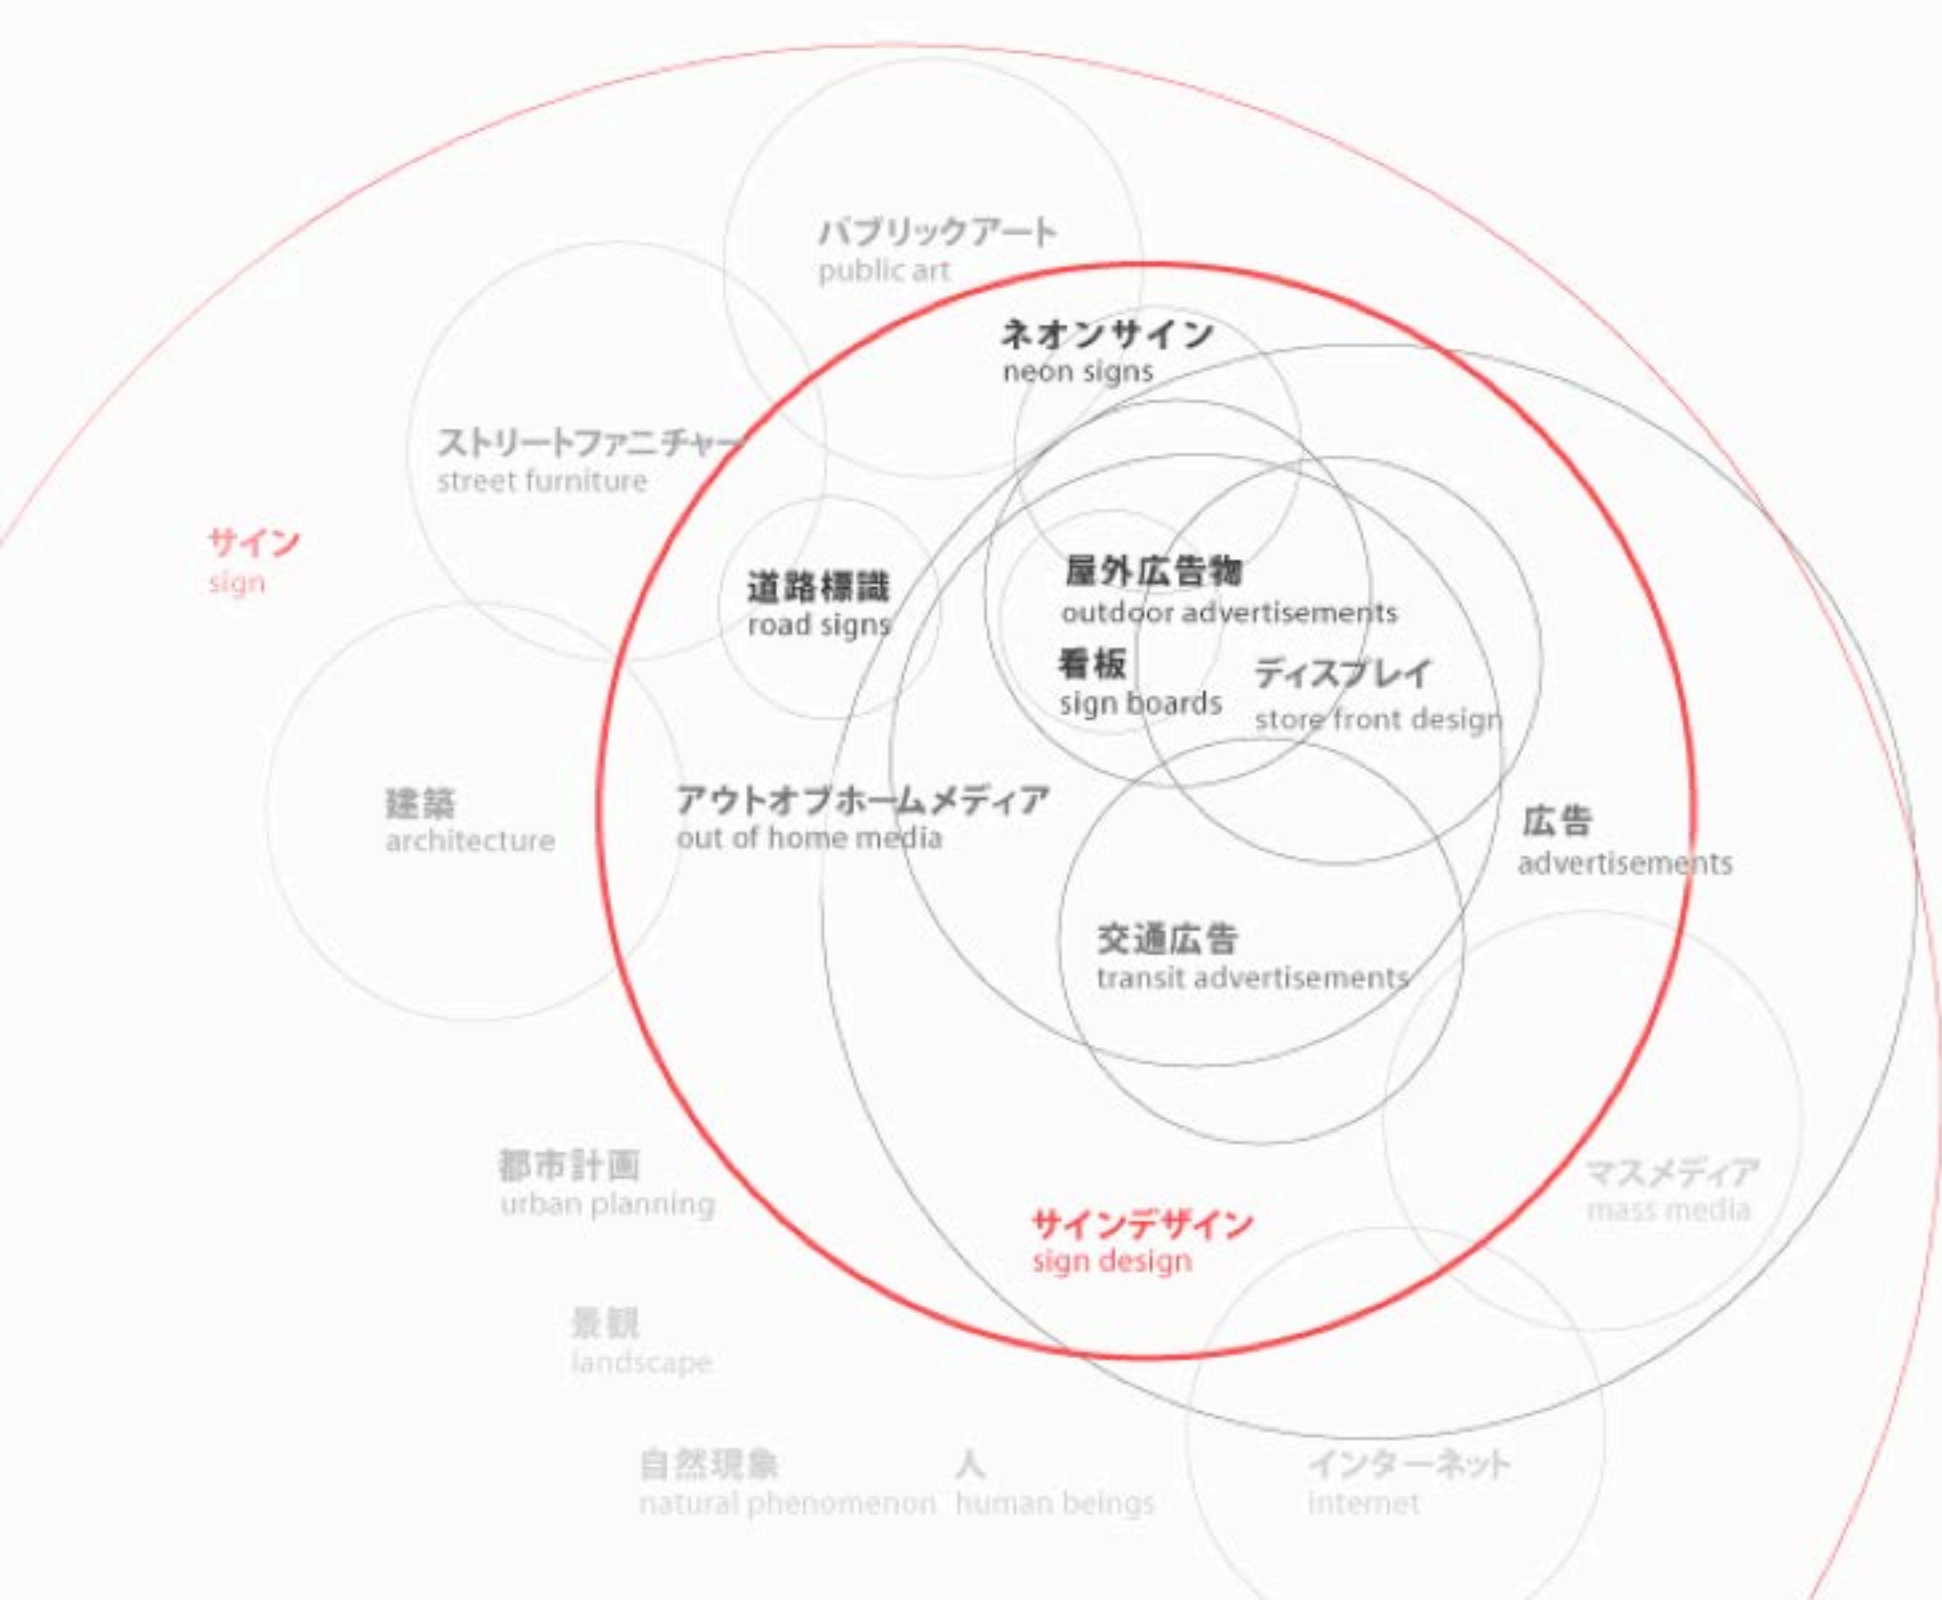 パブリックアート
public art
ネオンサイン
neon signs
ストリートファニチャー
street furniture
サイン
sign
道路標識
road signs
屋外広告物
outdoor advertisements
看板
sign boards
ディスプレイ
store front design
建築
architecture
アウトオブホームメディア
out of home media
広告
advertisements
交通広告
transit advertisements
都市計画
urban planning
マスメディア
mass media
サインデザイン
sign design
景観
landscape
自然現象
natural phenomenon
人
human beings
インターネット
internet